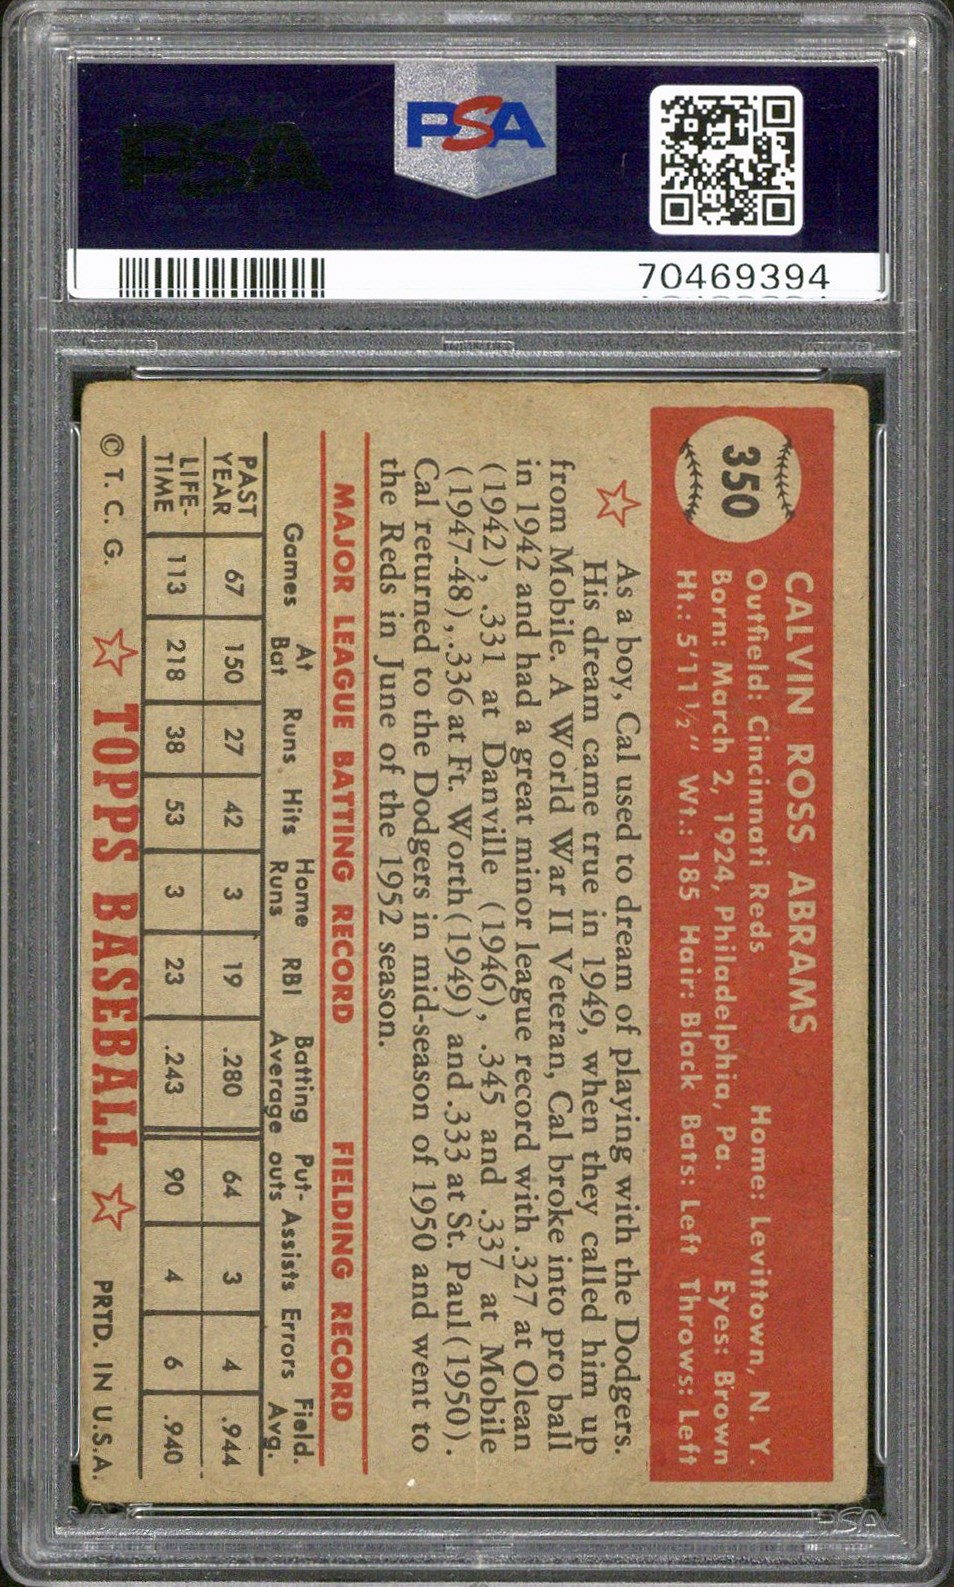 PSA
PSA
70469394
350
CALVIN ROSS ABRAMS
Outfield: Cincinnati Reds Home: Levittown, N. Y.
Born: March 2, 1924, Philadelphia, Pa. Eyes: Brown
Ht.: 5'11½" Wt.: 185 Hair: Black Bats: Left Throws: Left
As a boy, Cal used to dream of playing with the Dodgers.
His dream came true in 1949, when they called him up
from Mobile. A World War II Veteran, Cal broke into pro ball
in 1942 and had a great minor league record with .327 at Olean
(1942), .331 at Danville (1946), .345 and .337 at Mobile
(1947-48), .336 at Ft. Worth (1949) and .333 at St. Paul (1950).
Cal returned to the Dodgers in mid-season of 1950 and went to
the Reds in June of the 1952 season.
MAJOR LEAGUE BATTING RECORD FIELDING RECORD
Games At Bat Runs Hits Home Runs RBI Batting Average Put-outs Assists Errors Field. Avg.
PAST YEAR 67 150 27 42 3 19 .280 64 3 4 .944
LIFE-TIME 113 218 38 53 3 23 .243 90 4 6 .940
© T. C. G. TOPPS BASEBALL PRTD. IN U.S.A.
PSA